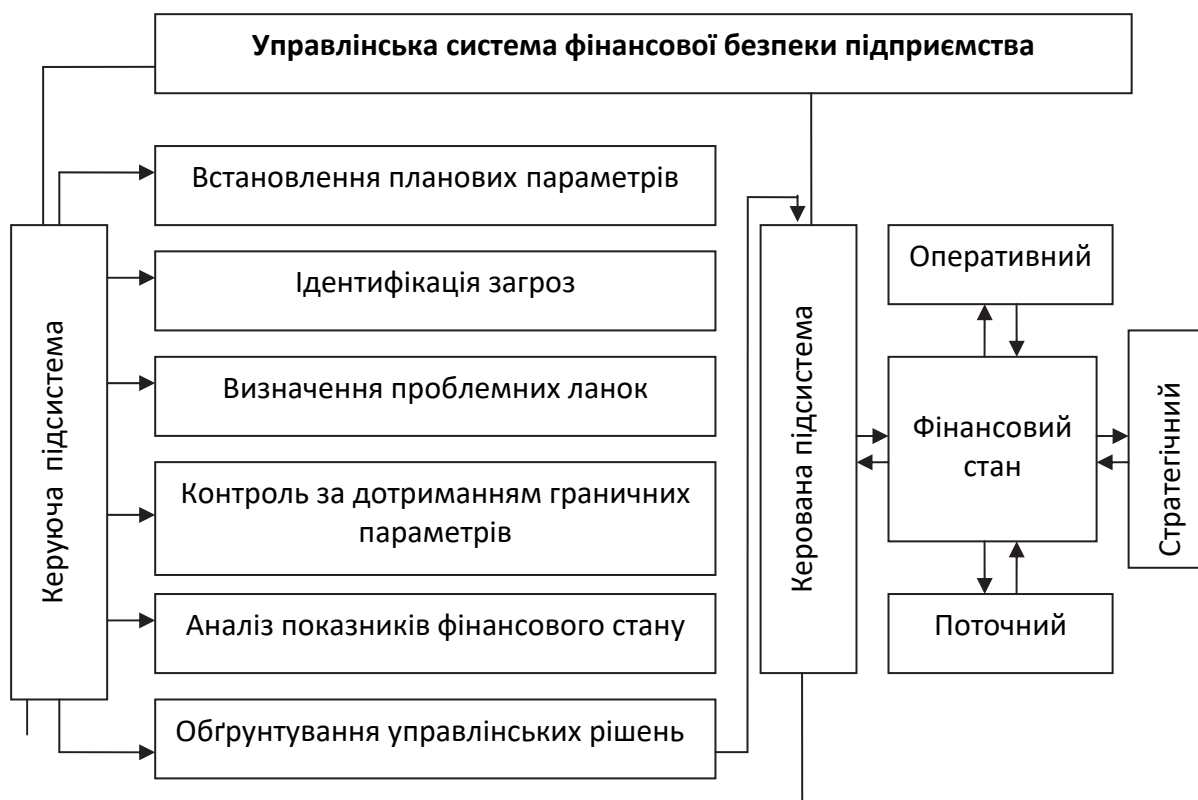 Управлінська система фінансової безпеки підприємства
Керуюча підсистема
Встановлення планових параметрів
Ідентифікація загроз
Визначення проблемних ланок
Контроль за дотриманням граничних
параметрів
Аналіз показників фінансового стану
Обґрунтування управлінських рішень
Керована підсистема
Оперативний
Фінансовий
стан
Поточний
Стратегічний